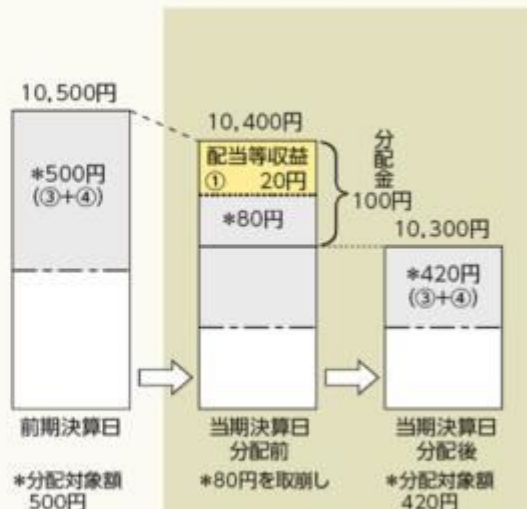 10,500円
*500円
(③+④)
前期決算日
*分配対象額
500円
10,400円
配当等収益
① 20円
*80円
分配金
100円
当期決算日
分配前
*80円を取崩し
10,300円
*420円
(③+④)
当期決算日
分配後
*分配対象額
420円